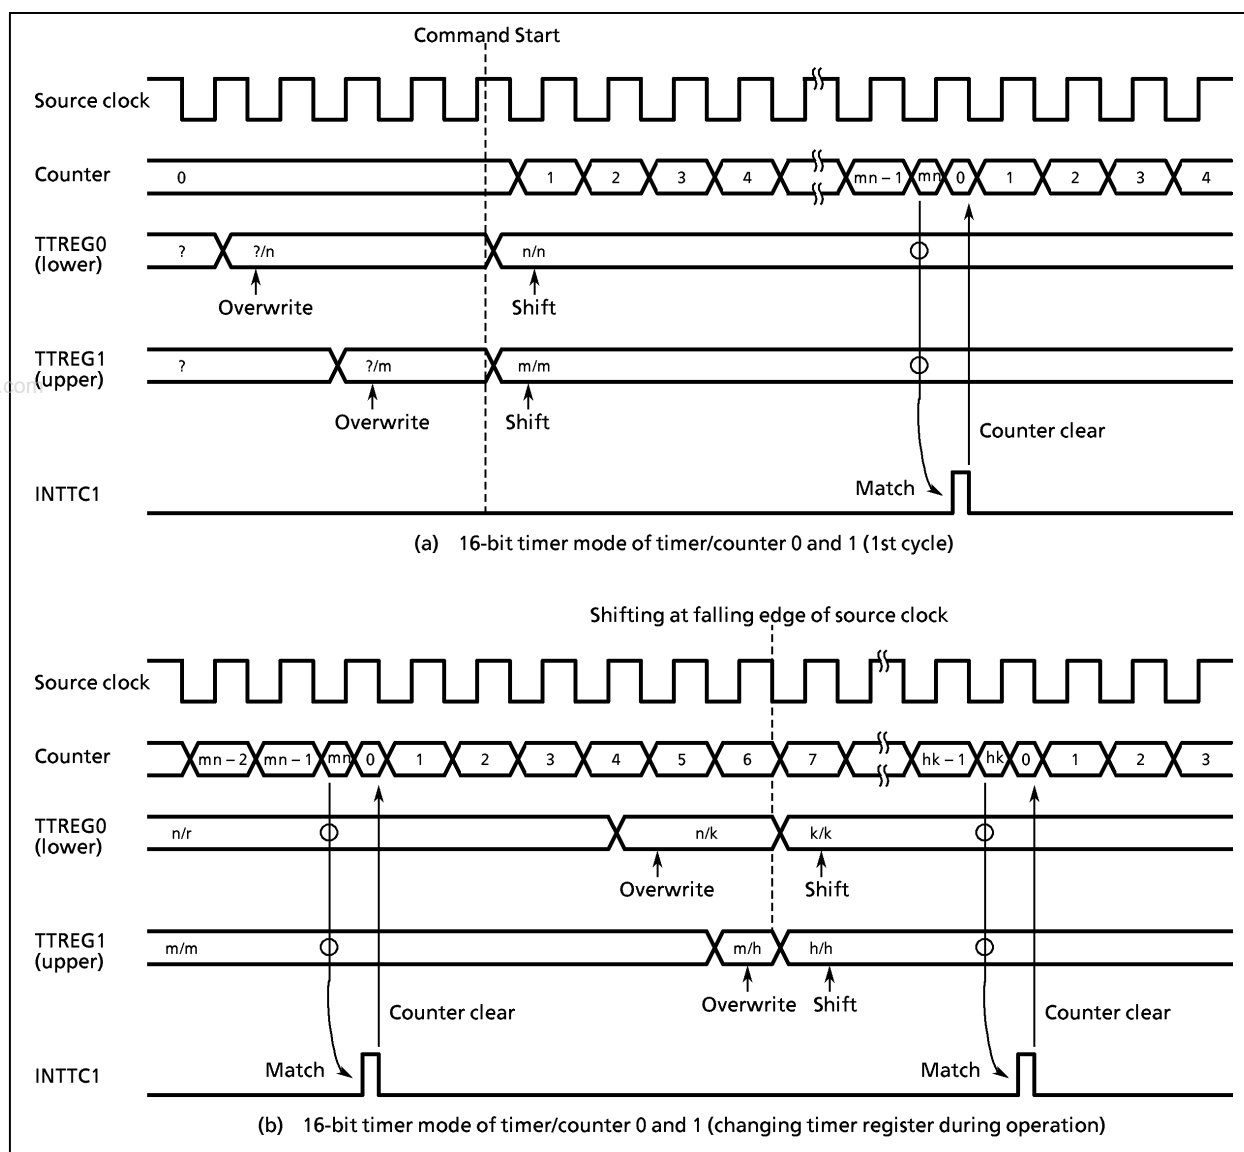 Command Start
Source clock
Counter 0 1 2 3 4 mn – 1 mn 0 1 2 3 4
TTREG0
(lower) ? ?/n n/n
Overwrite Shift
TTREG1
(upper) ? ?/m m/m
.com
Overwrite Shift
Counter clear
Match
INTTC1
(a) 16-bit timer mode of timer/counter 0 and 1 (1st cycle)
Shifting at falling edge of source clock
Source clock
Counter mn – 2 mn – 1 mn 0 1 2 3 4 5 6 7 hk – 1 hk 0 1 2 3
TTREG0
(lower) n/r n/k k/k
Overwrite Shift
TTREG1
(upper) m/m m/h h/h
Overwrite Shift
Counter clear Counter clear
Match Match
INTTC1
(b) 16-bit timer mode of timer/counter 0 and 1 (changing timer register during operation)